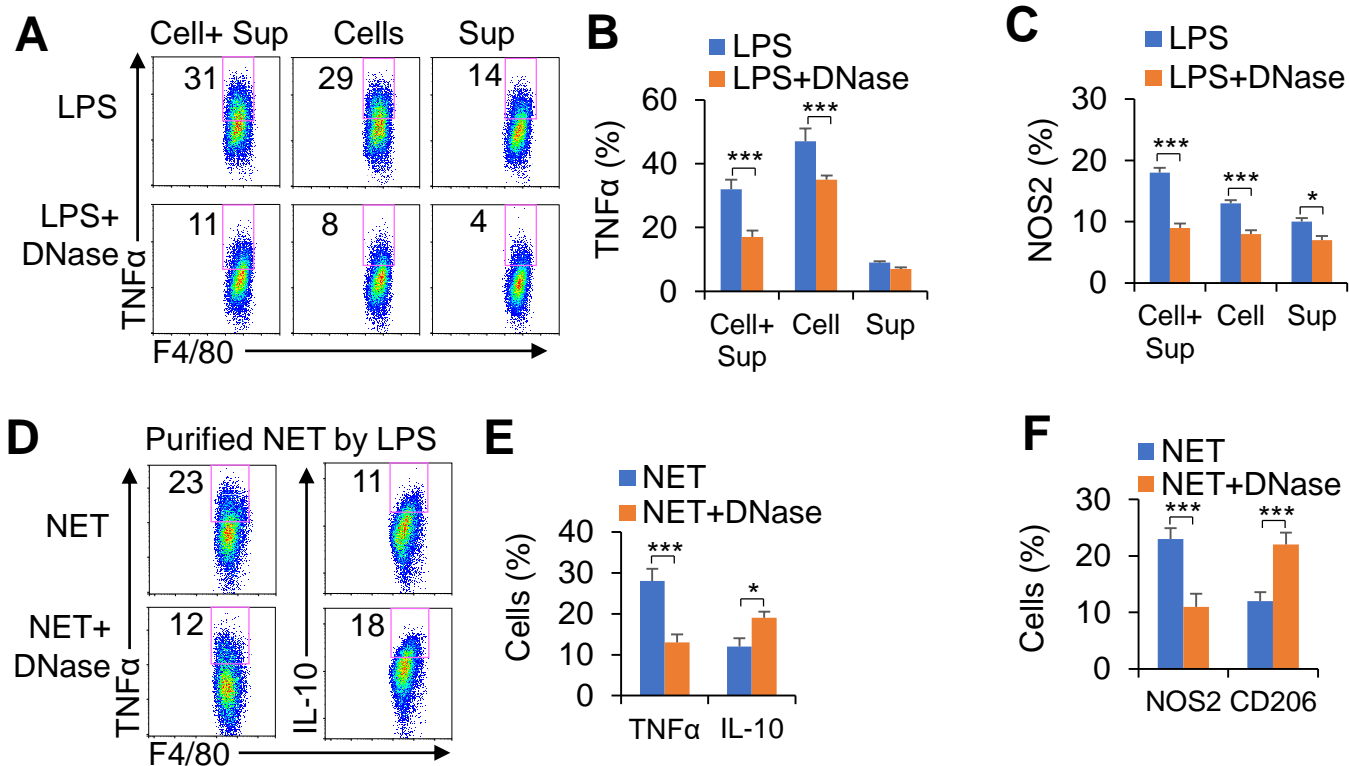 A
Cell+ Sup
Cells
Sup
LPS
31
29
14
LPS+
DNase
11
8
4
TNFα
F4/80
B
LPS
LPS+DNase
TNFα (%)
60
40
20
0
***
***
Cell+
Sup
Cell
Sup
C
LPS
LPS+DNase
NOS2 (%)
30
20
10
0
***
***
*
Cell+
Sup
Cell
Sup
D
Purified NET by LPS
NET
23
11
NET+
DNase
12
18
TNFα
IL-10
F4/80
E
NET
NET+DNase
Cells (%)
40
30
20
10
0
***
*
TNFα
IL-10
F
NET
NET+DNase
Cells (%)
30
20
10
0
***
***
NOS2
CD206